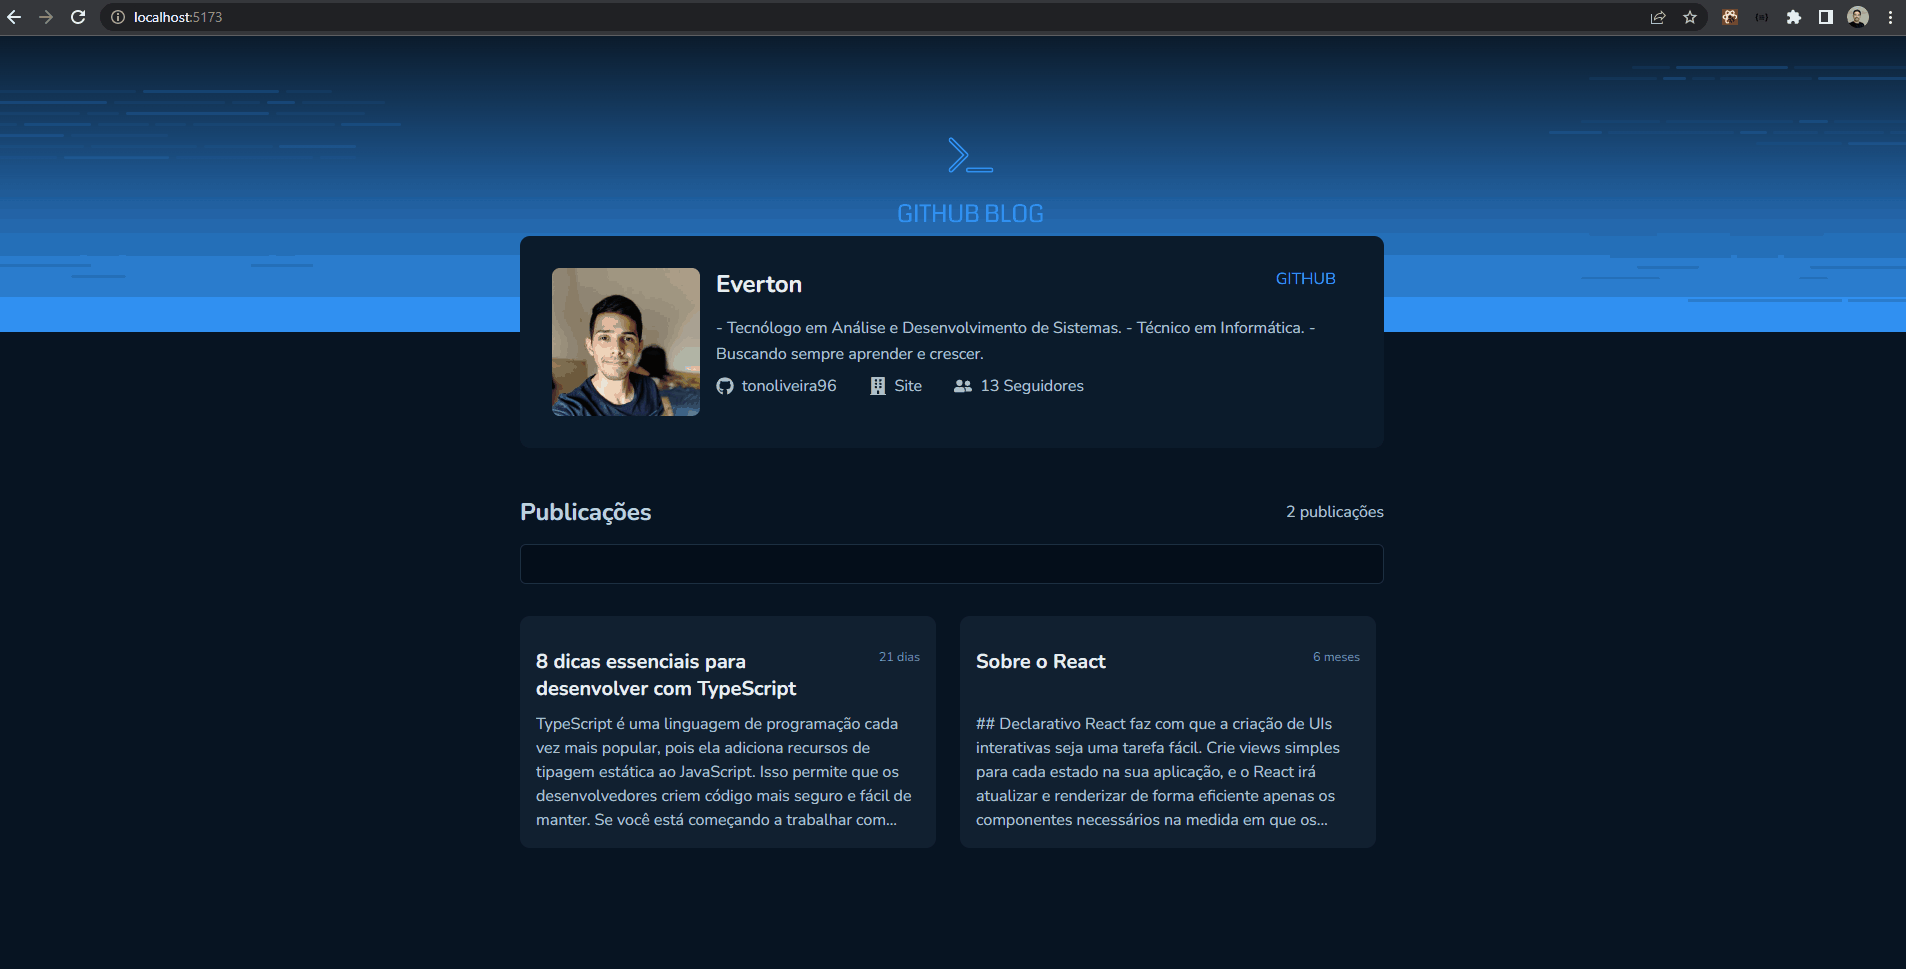 localhost:5173
GITHUB BLOG
Everton
GITHUB
- Tecnólogo em Análise e Desenvolvimento de Sistemas. - Técnico em Informática. -
Buscando sempre aprender e crescer.
tonoliveira96 Site 13 Seguidores
Publicações
2 publicações
8 dicas essenciais para
desenvolver com TypeScript
21 dias
TypeScript é uma linguagem de programação cada
vez mais popular, pois ela adiciona recursos de
tipagem estática ao JavaScript. Isso permite que os
desenvolvedores criem código mais seguro e fácil de
manter. Se você está começando a trabalhar com...
Sobre o React
6 meses
## Declarativo React faz com que a criação de UIs
interativas seja uma tarefa fácil. Crie views simples
para cada estado na sua aplicação, e o React irá
atualizar e renderizar de forma eficiente apenas os
componentes necessários na medida em que os...